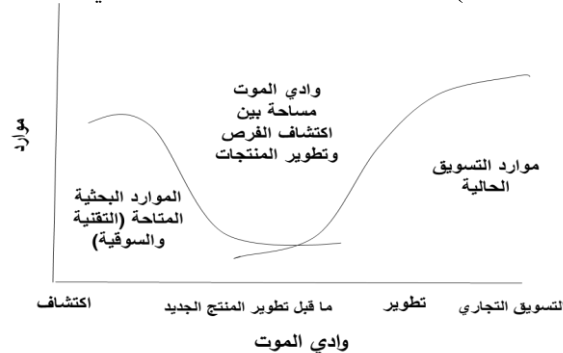 وادي الموت
مساحة بين
اكتشاف الفرص
وتطوير المنتجات
موارد
موارد التسويق
الحالية
الموارد البحثية
المتاحة (التقنية
والسوقية)
اكتشاف
ما قبل تطوير المنتج الجديد
تطوير
التسويق التجاري
وادي الموت